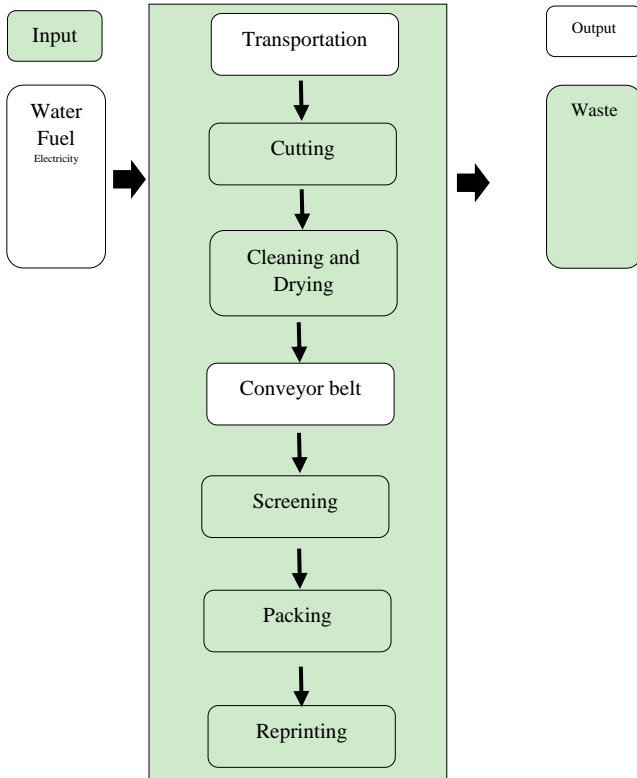 Input
Water
Fuel
Electricity
Transportation
Cutting
Cleaning and
Drying
Conveyor belt
Screening
Packing
Reprinting
Output
Waste